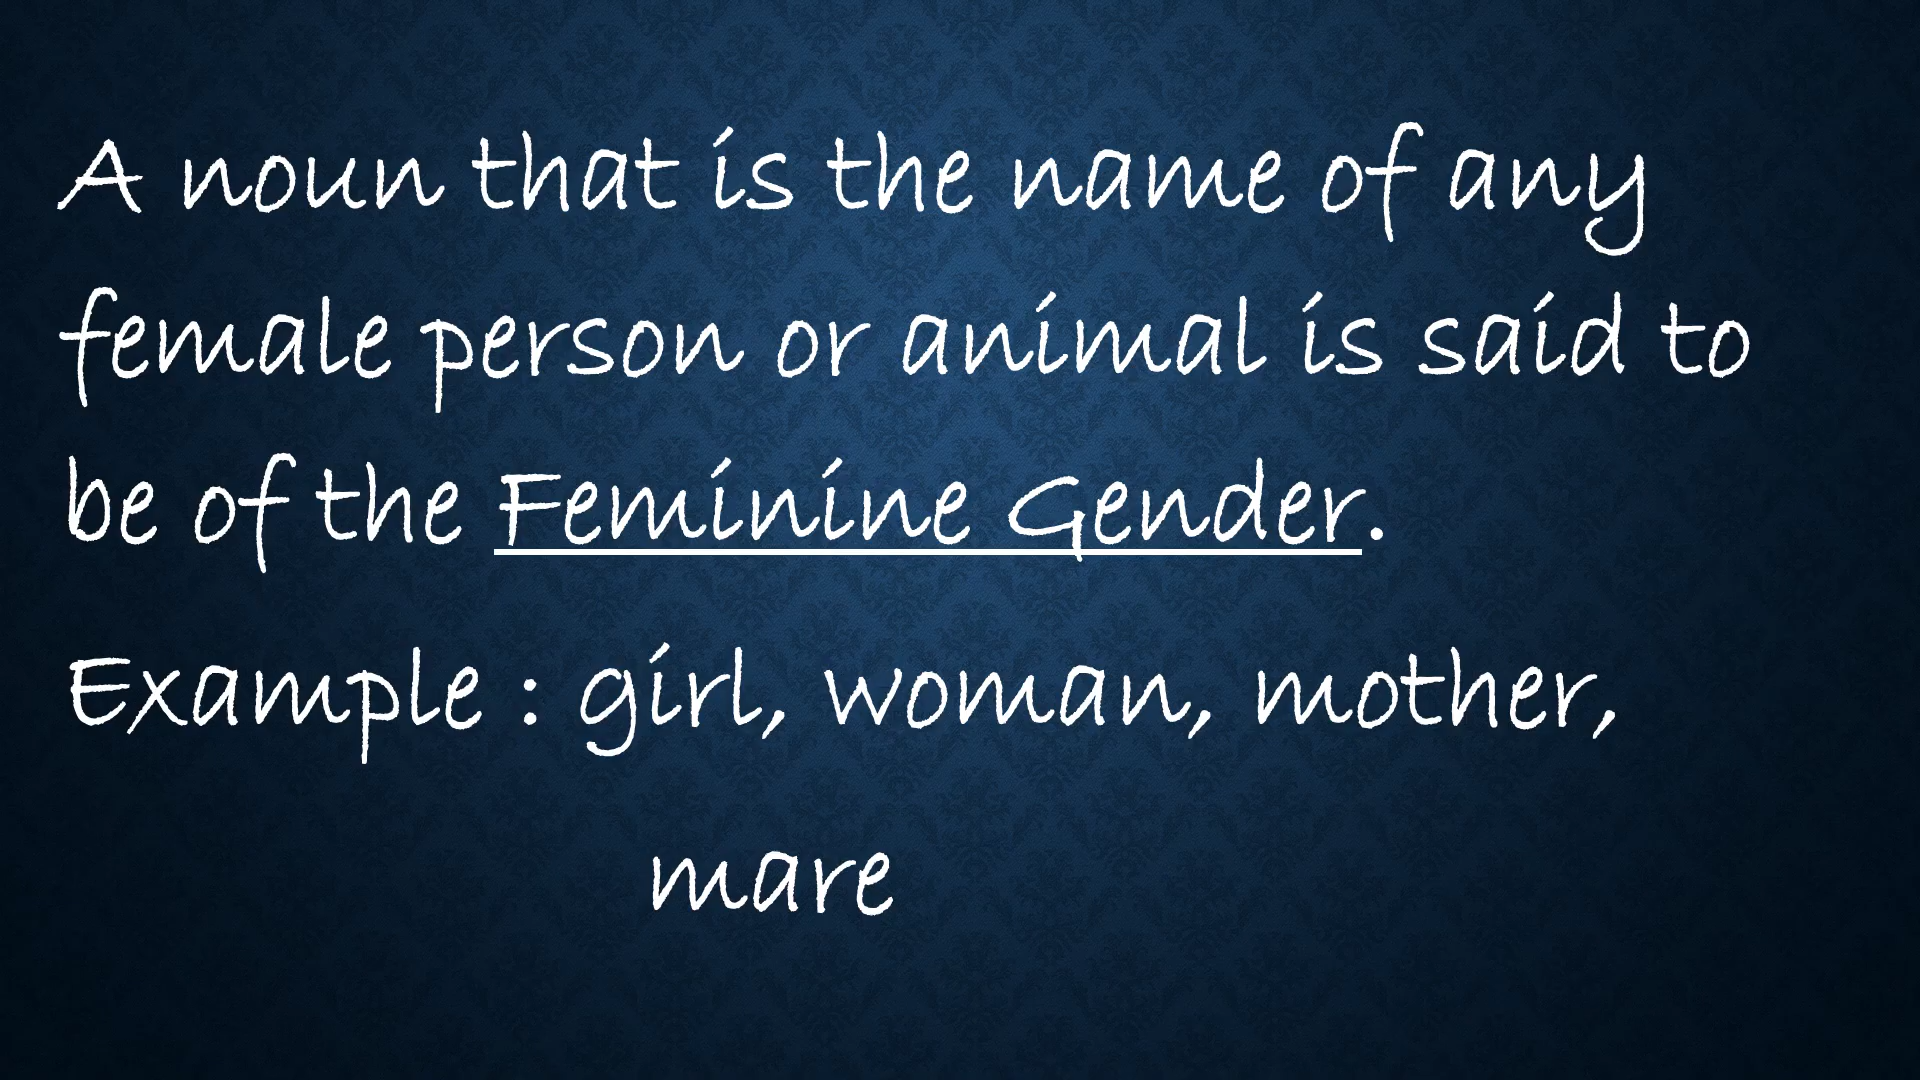 A noun that is the name of any
female person or animal is said to
be of the Feminine Gender.
Example : girl, woman, mother,
mare